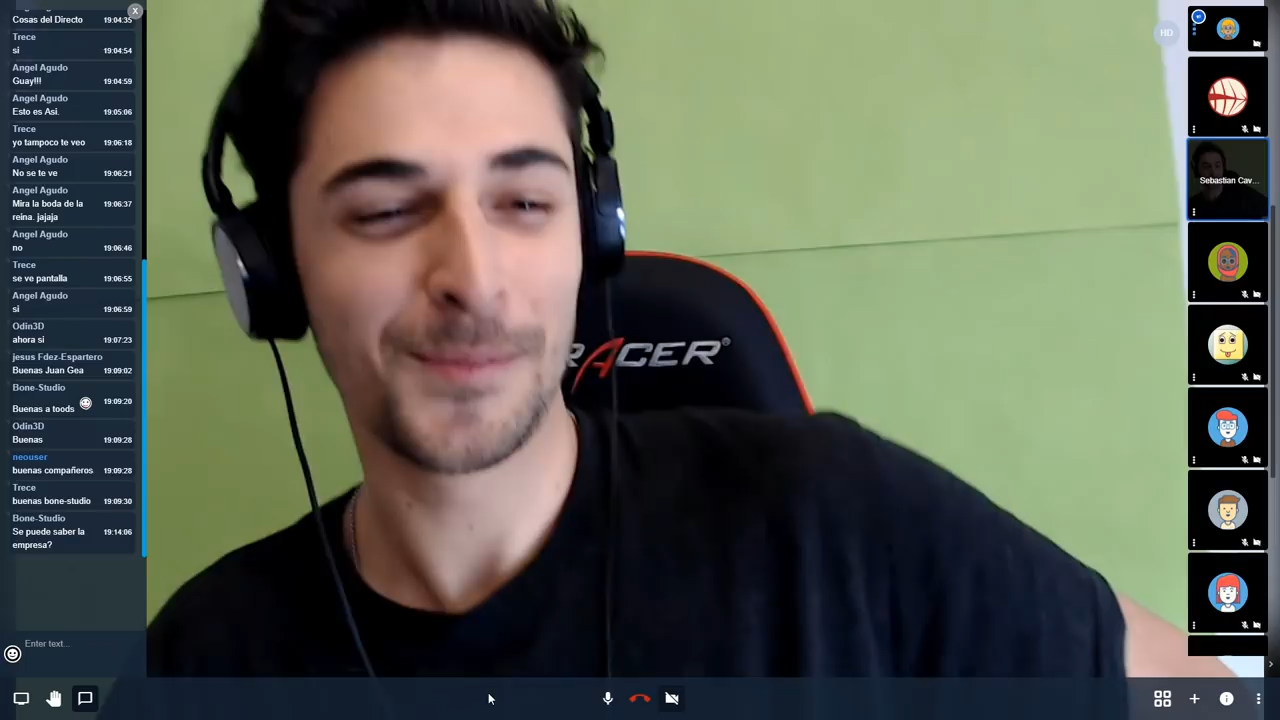 Cosas del Directo 19:04:35
Trece
si 19:04:54
Angel Agudo
Guay!!! 19:04:59
Angel Agudo
Esto es Asi. 19:05:06
Trece
yo tampoco te veo 19:06:18
Angel Agudo
No se te ve 19:06:21
Angel Agudo
Mira la boda de la
reina. jajaja 19:06:37
Angel Agudo
no 19:06:46
Trece
se ve pantalla 19:06:55
Angel Agudo
si 19:06:59
Odin3D
ahora si 19:07:23
jesus Fdez-Espartero
Buenas Juan Gea 19:09:02
Bone-Studio
Buenas a toods 19:09:20
Odin3D
Buenas 19:09:28
neouser
buenas compañeros 19:09:28
Trece
buenas bone-studio 19:09:30
Bone-Studio
Se puede saber la
empresa? 19:14:06
Enter text...
RACER®
HD
Sebastian Cav...